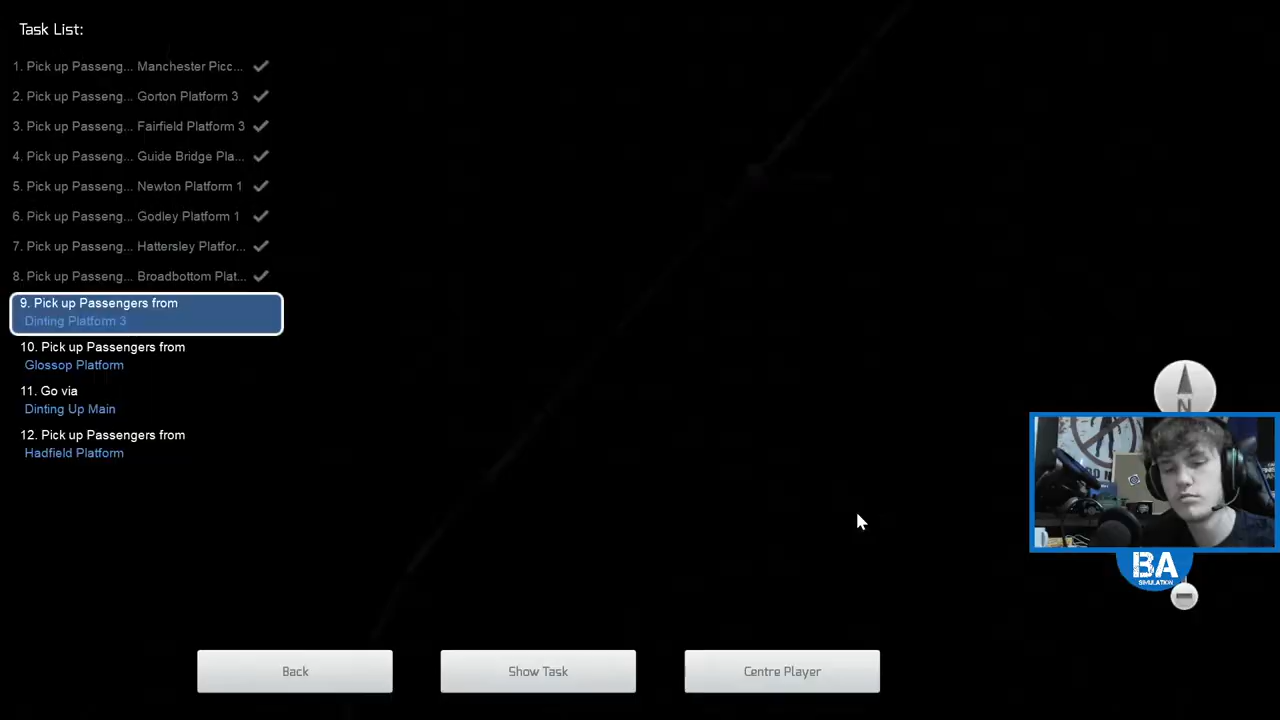 Task List:
1. Pick up Passeng... Manchester Picc...
2. Pick up Passeng... Gorton Platform 3
3. Pick up Passeng... Fairfield Platform 3
4. Pick up Passeng... Guide Bridge Pla...
5. Pick up Passeng... Newton Platform 1
6. Pick up Passeng... Godley Platform 1
7. Pick up Passeng... Hattersley Platfor...
8. Pick up Passeng... Broadbottom Plat...
9. Pick up Passengers from
Dinting Platform 3
10. Pick up Passengers from
Glossop Platform
11. Go via
Dinting Up Main
12. Pick up Passengers from
Hadfield Platform
N
BA
SIMULATION
Back
Show Task
Centre Player